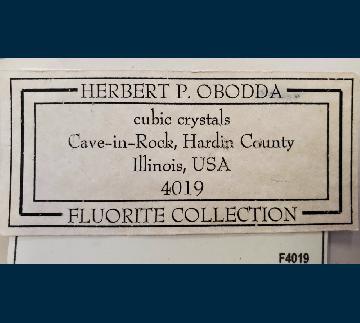 HERBERT P. OBODDA
cubic crystals
Cave-in-Rock, Hardin County
Illinois, USA
4019
FLUORITE COLLECTION
F4019